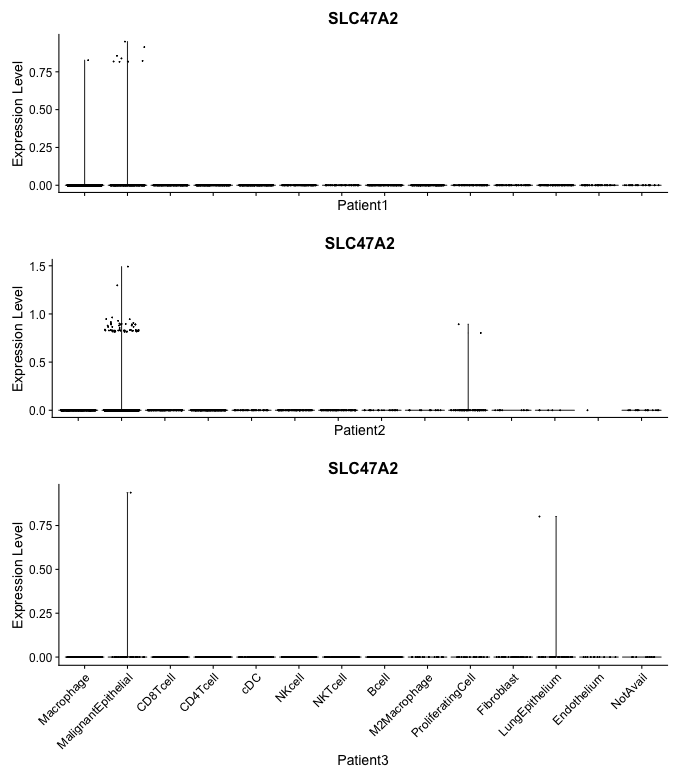 SLC47A2
Expression Level
0.75
0.50
0.25
0.00
Patient1
SLC47A2
Expression Level
1.5
1.0
0.5
0.0
Patient2
SLC47A2
Expression Level
0.75
0.50
0.25
0.00
Macrophage
MalignantEpithelial
CD8Tcell
CD4Tcell
cDC
NKcell
NKTcell
Bcell
M2Macrophage
ProliferatingCell
Fibroblast
LungEpithelium
Endothelium
NotAvail
Patient3